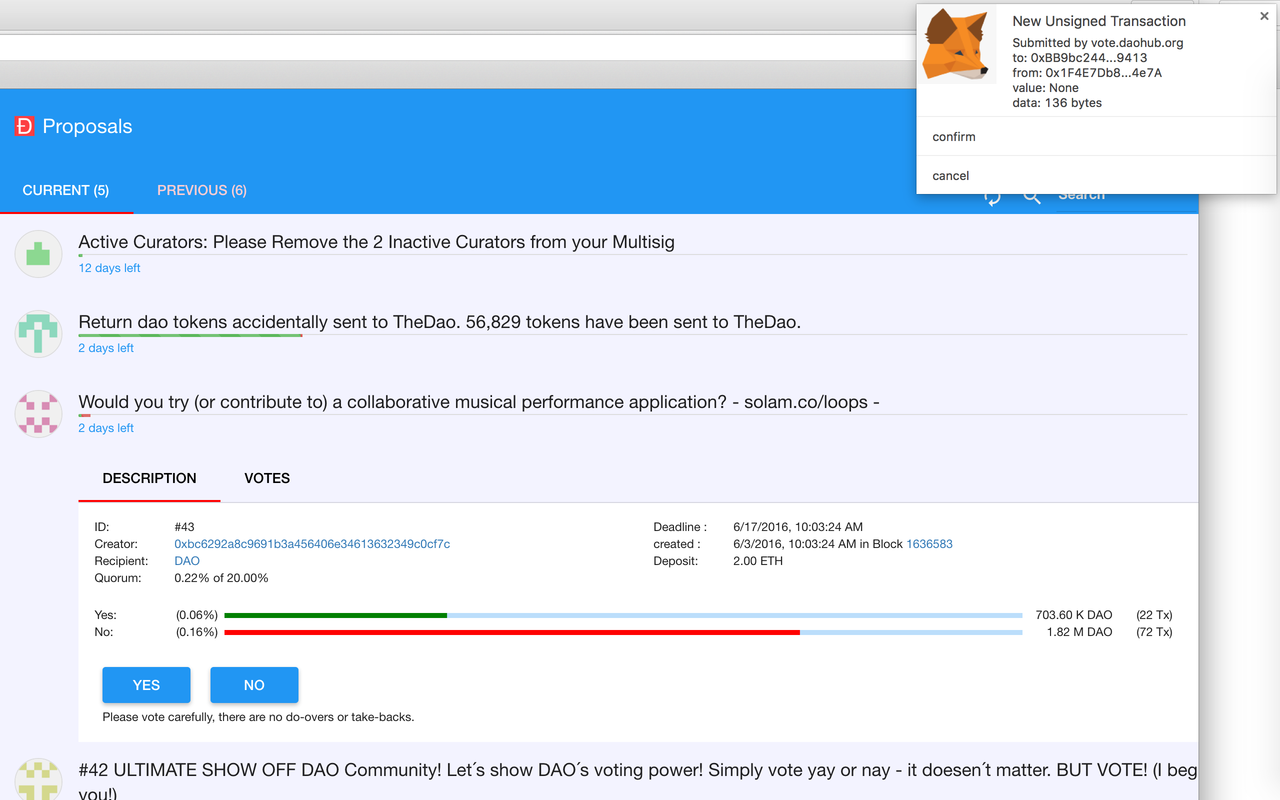 New Unsigned Transaction
Submitted by vote.daohub.org
to: 0xBB9bc244...9413
from: 0x1F4E7Db8...4e7A
value: None
data: 136 bytes
confirm
cancel
Ð Proposals
CURRENT (5) PREVIOUS (6)
Search
Active Curators: Please Remove the 2 Inactive Curators from your Multisig
12 days left
Return dao tokens accidentally sent to TheDao. 56,829 tokens have been sent to TheDao.
2 days left
Would you try (or contribute to) a collaborative musical performance application? - solam.co/loops -
2 days left
DESCRIPTION VOTES
ID: #43 Deadline : 6/17/2016, 10:03:24 AM
Creator: 0xbc6292a8c9691b3a456406e34613632349c0cf7c created : 6/3/2016, 10:03:24 AM in Block 1636583
Recipient: DAO Deposit: 2.00 ETH
Quorum: 0.22% of 20.00%
Yes: (0.06%) 703.60 K DAO (22 Tx)
No: (0.16%) 1.82 M DAO (72 Tx)
YES NO
Please vote carefully, there are no do-overs or take-backs.
#42 ULTIMATE SHOW OFF DAO Community! Let´s show DAO´s voting power! Simply vote yay or nay - it doesen´t matter. BUT VOTE! (I beg
you!)